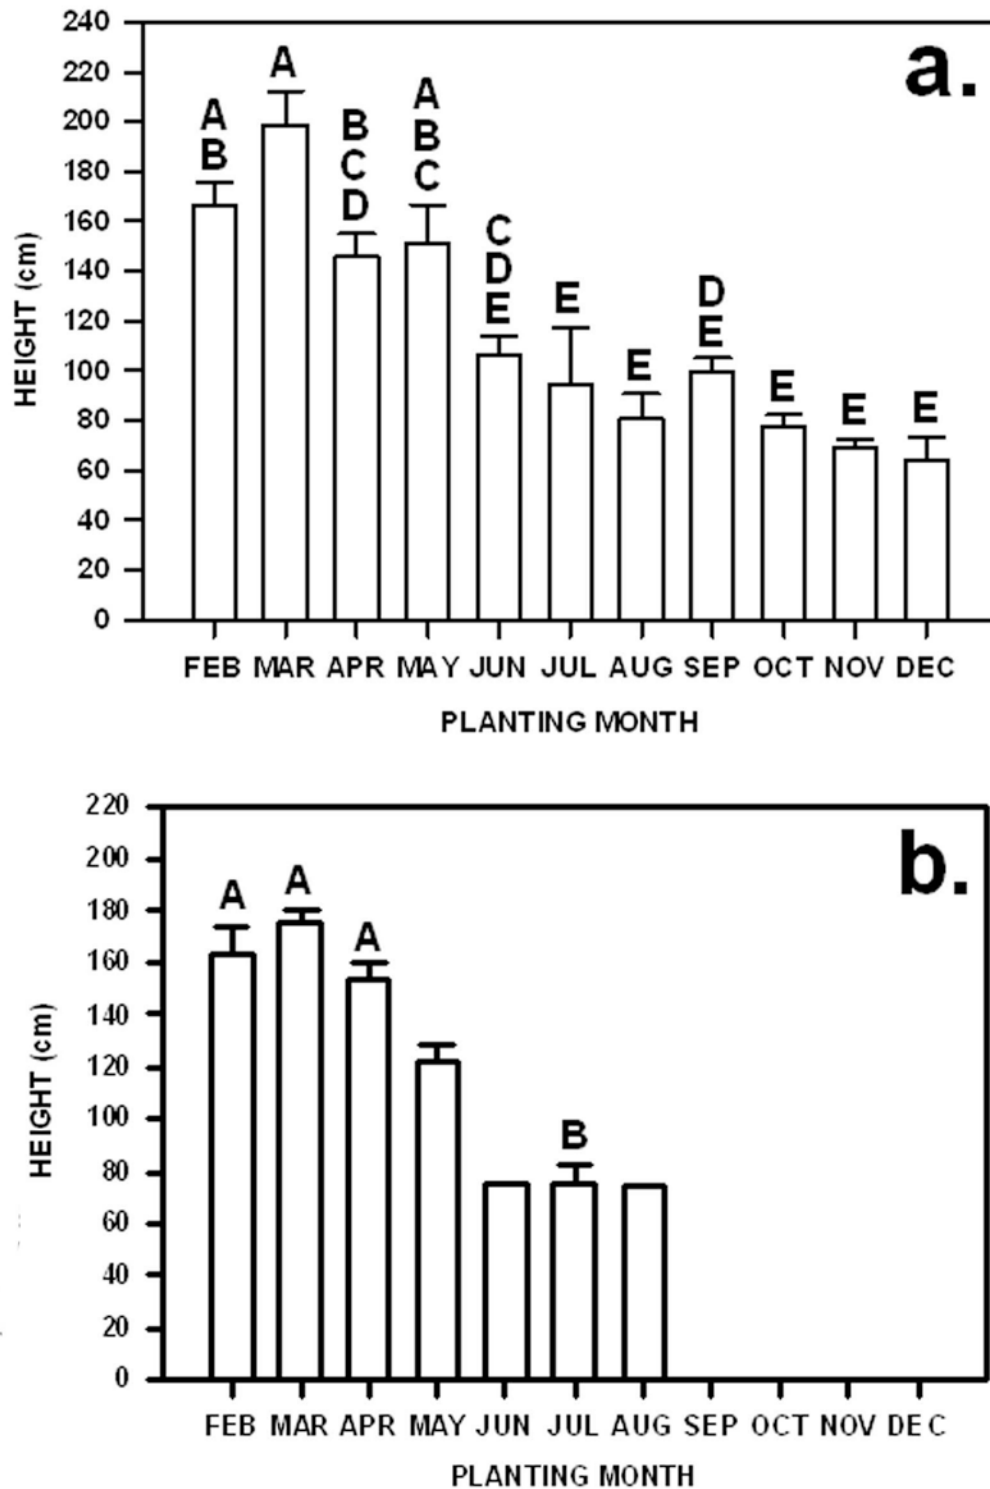 240
a.
220
A
200
A
A
B
B
B
C
180
C
D
160
C
D
140
E
E
D
120
E
E
100
E
E
E
80
60
40
20
0
HEIGHT (cm)
FEB MAR APR MAY JUN JUL AUG SEP OCT NOV DEC
PLANTING MONTH
220
b.
200
A
A
180
A
160
140
120
100
B
80
60
40
20
0
HEIGHT (cm)
FEB MAR APR MAY JUN JUL AUG SEP OCT NOV DEC
PLANTING MONTH